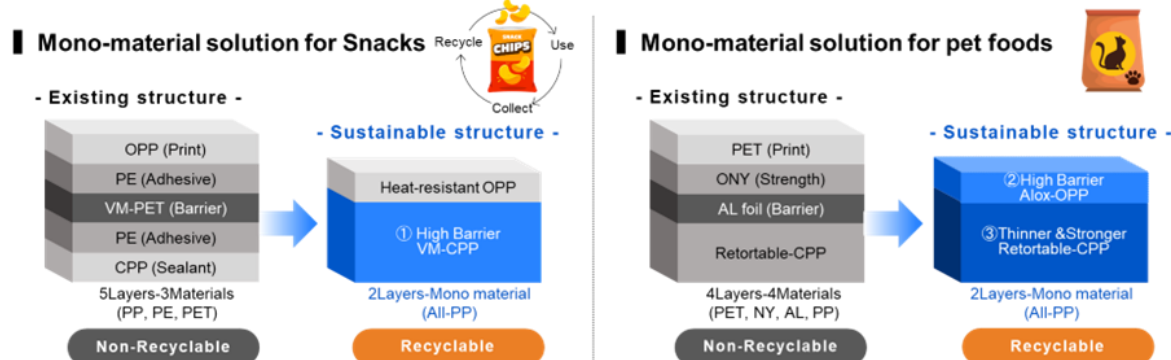 Mono-material solution for Snacks
Recycle
Use
Collect
SNACK
CHIPS
- Existing structure -
OPP (Print)
PE (Adhesive)
VM-PET (Barrier)
PE (Adhesive)
CPP (Sealant)
5Layers-3Materials
(PP, PE, PET)
Non-Recyclable
- Sustainable structure -
Heat-resistant OPP
① High Barrier
VM-CPP
2Layers-Mono material
(All-PP)
Recyclable
Mono-material solution for pet foods
- Existing structure -
PET (Print)
ONY (Strength)
AL foil (Barrier)
Retortable-CPP
4Layers-4Materials
(PET, NY, AL, PP)
Non-Recyclable
- Sustainable structure -
②High Barrier
Alox-OPP
③Thinner &Stronger
Retortable-CPP
2Layers-Mono material
(All-PP)
Recyclable